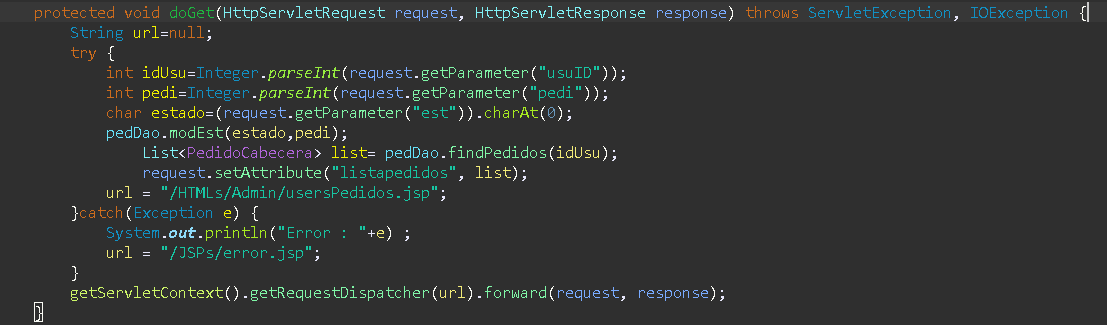 protected void doGet(HttpServletRequest request, HttpServletResponse response) throws ServletException, IOException {
String url=null;
try {
int idUsu=Integer.parseInt(request.getParameter("usuID"));
int pedi=Integer.parseInt(request.getParameter("pedi"));
char estado=(request.getParameter("est")).charAt(0);
pedDao.modEst(estado,pedi);
List<PedidoCabecera> list= pedDao.findPedidos(idUsu);
request.setAttribute("listapedidos", list);
url = "/HTMLs/Admin/usersPedidos.jsp";
}catch(Exception e) {
System.out.println("Error : "+e) ;
url = "/JSPs/error.jsp";
}
getServletContext().getRequestDispatcher(url).forward(request, response);
}